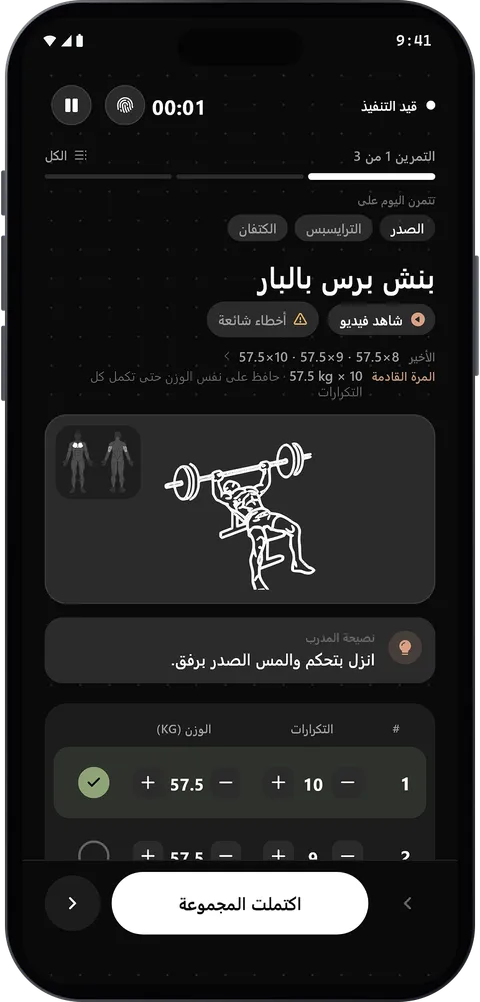 9:41
قيد التنفيذ
00:01
التمرين 1 من 3
الكل
تتمرن اليوم على
الصدر
الترايسبس
الكتفان
بنش برس بالبار
شاهد فيديو
أخطاء شائعة
الأخير 57.5×10 · 57.5×9 · 57.5×8
المرة القادمة 57.5 kg × 10 · حافظ على نفس الوزن حتى تكمل كل
التكرارات
نصيحة المدرب
انزل بتحكم والمس الصدر برفق.
# التكرارات الوزن (KG)
1 − 10 + − 57.5 +
2 − 9 + − 57.5 +
اكتملت المجموعة